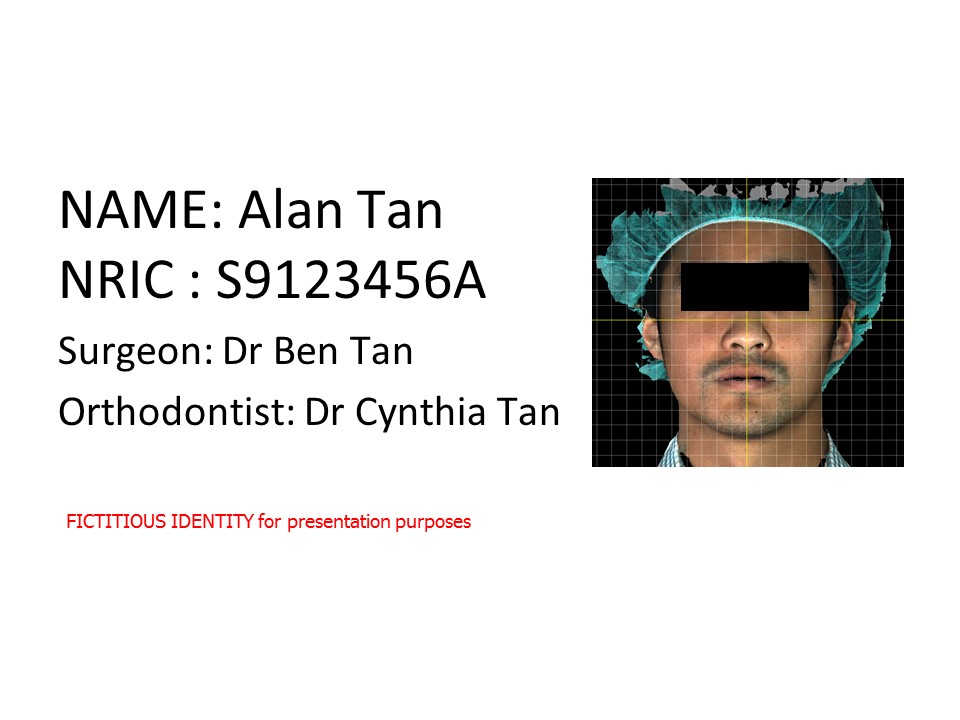 NAME: Alan Tan
NRIC : S9123456A
Surgeon: Dr Ben Tan
Orthodontist: Dr Cynthia Tan
FICTITIOUS IDENTITY for presentation purposes